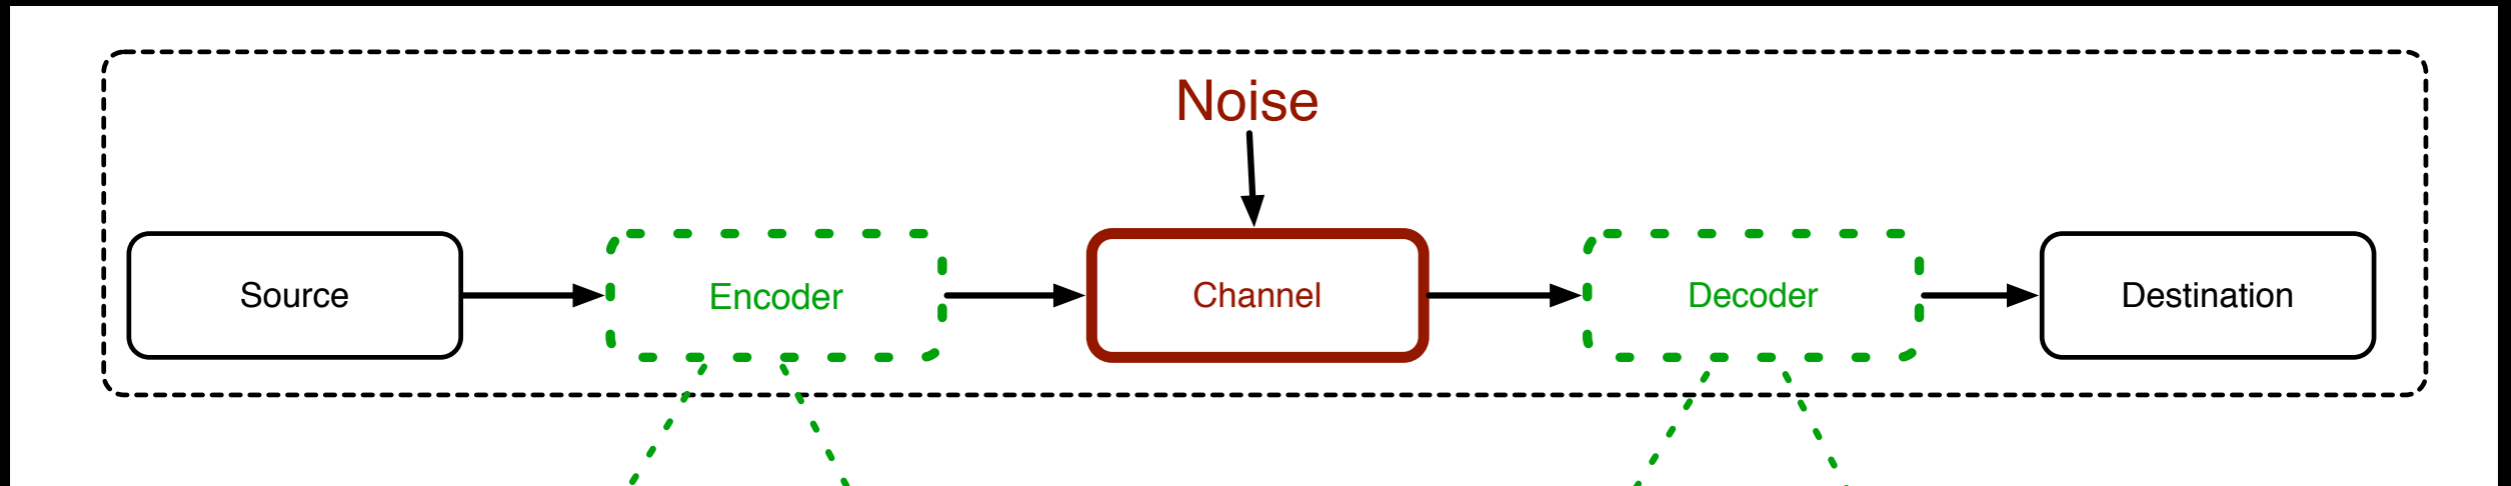 Noise
Source
Encoder
Channel
Decoder
Destination